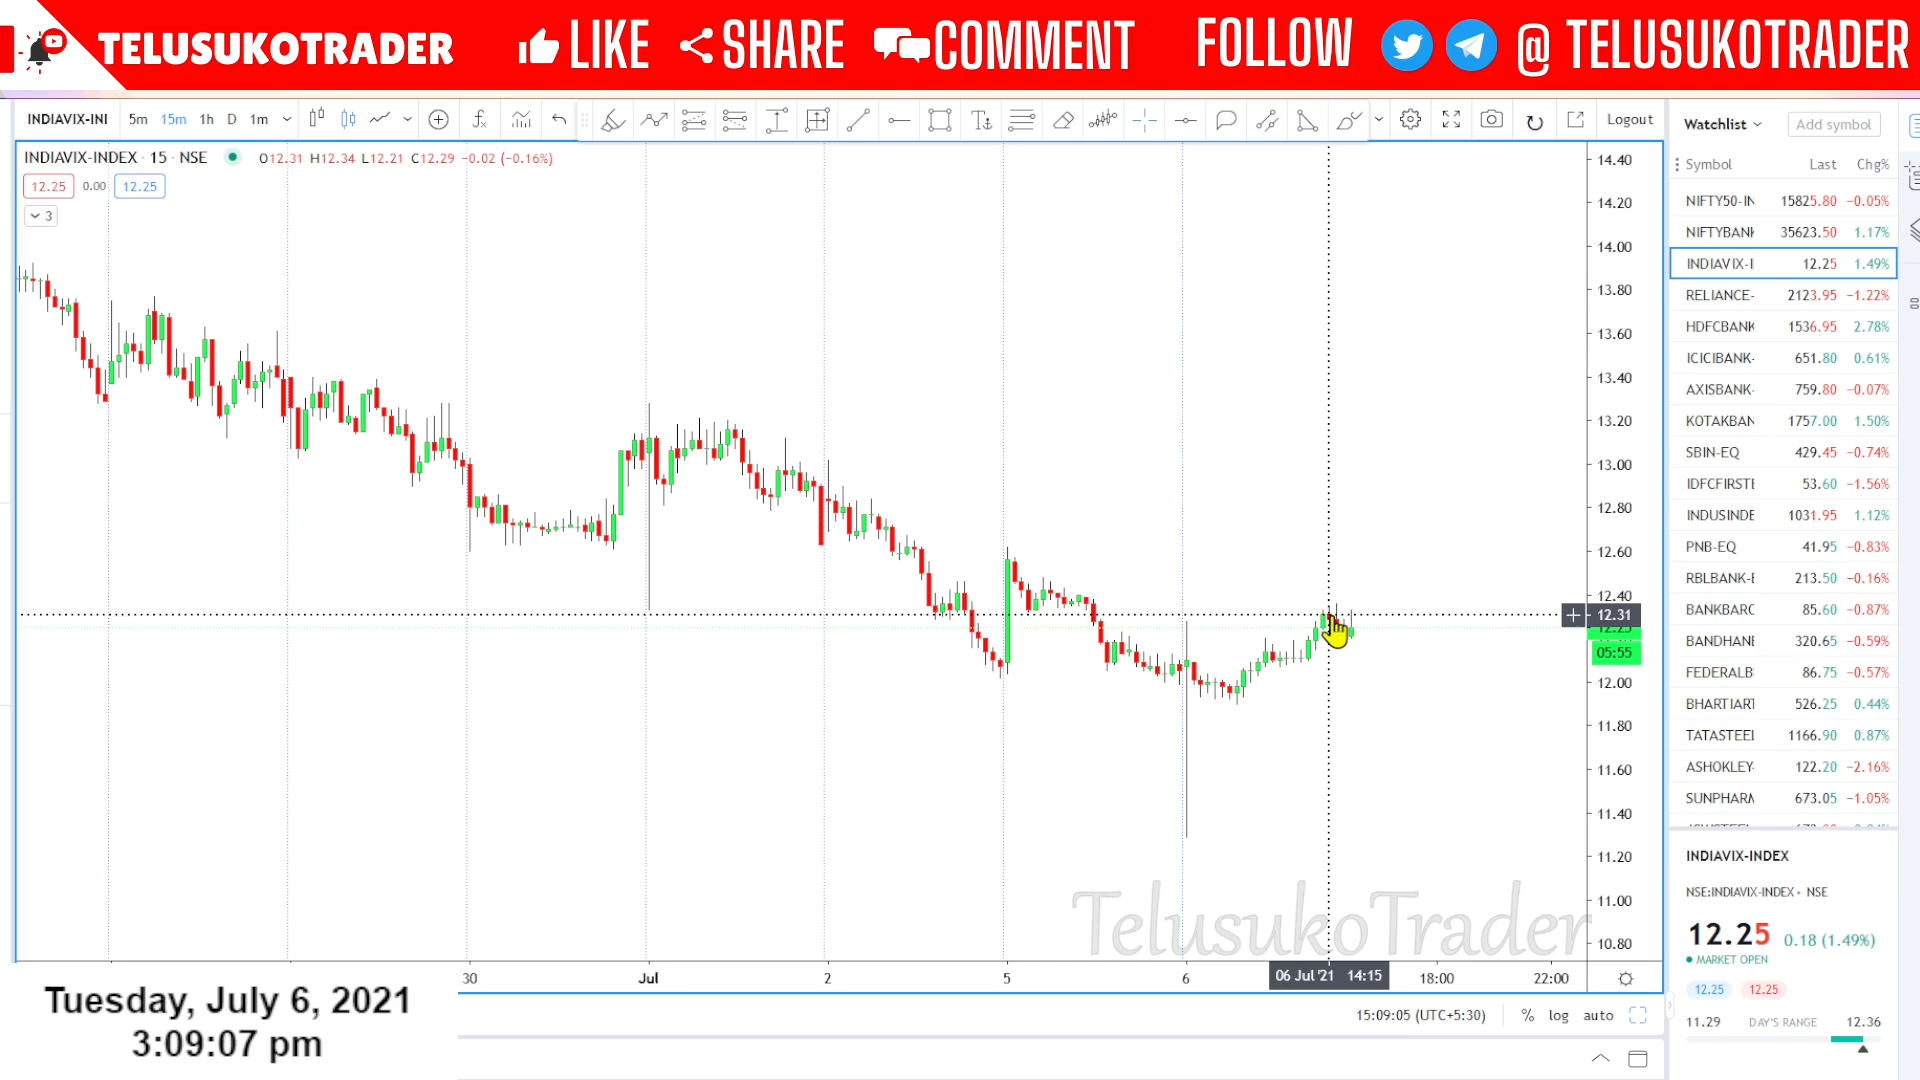 TELUSUKOTRADER LIKE SHARE COMMENT FOLLOW @ TELUSUKOTRADER
INDIAVIX-INI 5m 15m 1h D 1m Logout
INDIAVIX-INDEX · 15 · NSE O12.31 H12.34 L12.21 C12.29 −0.02 (−0.16%)
12.25 0.00 12.25
3
14.40
14.20
14.00
13.80
13.60
13.40
13.20
13.00
12.80
12.60
12.40
12.31
05:55
12.00
11.80
11.60
11.40
11.20
11.00
10.80
TelusukoTrader
30 Jul 2 5 6 06 Jul '21 14:15 18:00 22:00
15:09:05 (UTC+5:30) % log auto
Tuesday, July 6, 2021
3:09:07 pm
Watchlist Add symbol
Symbol Last Chg%
NIFTY50-IN 15825.80 −0.05%
NIFTYBANK 35623.50 1.17%
INDIAVIX-I 12.25 1.49%
RELIANCE- 2123.95 −1.22%
HDFCBANK 1536.95 2.78%
ICICIBANK- 651.80 0.61%
AXISBANK- 759.80 −0.07%
KOTAKBAN 1757.00 1.50%
SBIN-EQ 429.45 −0.74%
IDFCFIRSTE 53.60 −1.56%
INDUSINDE 1031.95 1.12%
PNB-EQ 41.95 −0.83%
RBLBANK-E 213.50 −0.16%
BANKBARO 85.60 −0.87%
BANDHANE 320.65 −0.59%
FEDERALB 86.75 −0.57%
BHARTIART 526.25 0.44%
TATASTEEL 1166.90 0.87%
ASHOKLEY- 122.20 −2.16%
SUNPHARM 673.05 −1.05%
INDIAVIX-INDEX
NSE:INDIAVIX-INDEX • NSE
12.25 0.18 (1.49%)
MARKET OPEN
12.25 12.25
11.29 DAY'S RANGE 12.36